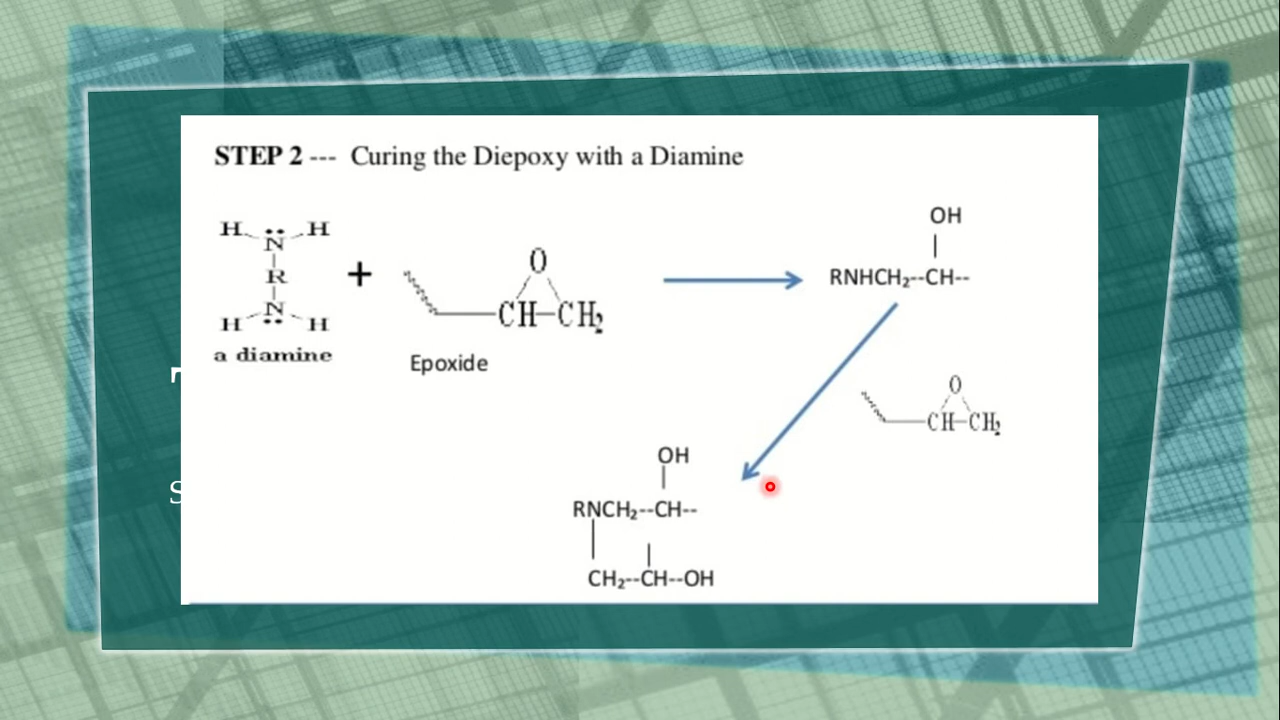 STEP 2 --- Curing the Diepoxy with a Diamine
H H
N
R
N
H H
a diamine
+
O
CH-CH2
Epoxide
OH
RNHCH2--CH--
O
CH-CH2
OH
RNCH2--CH--
CH2--CH--OH